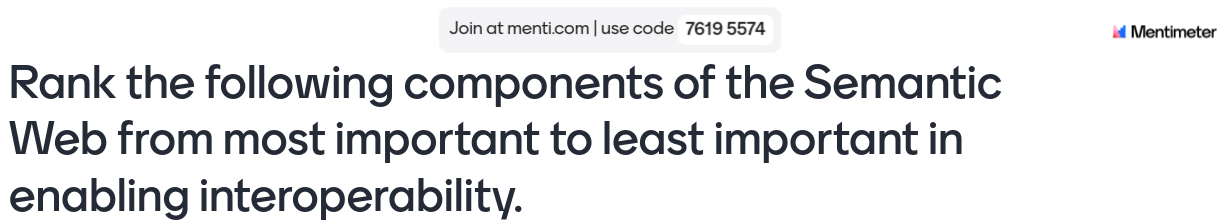 Join at menti.com | use code 7619 5574
Mentimeter
Rank the following components of the Semantic
Web from most important to least important in
enabling interoperability.